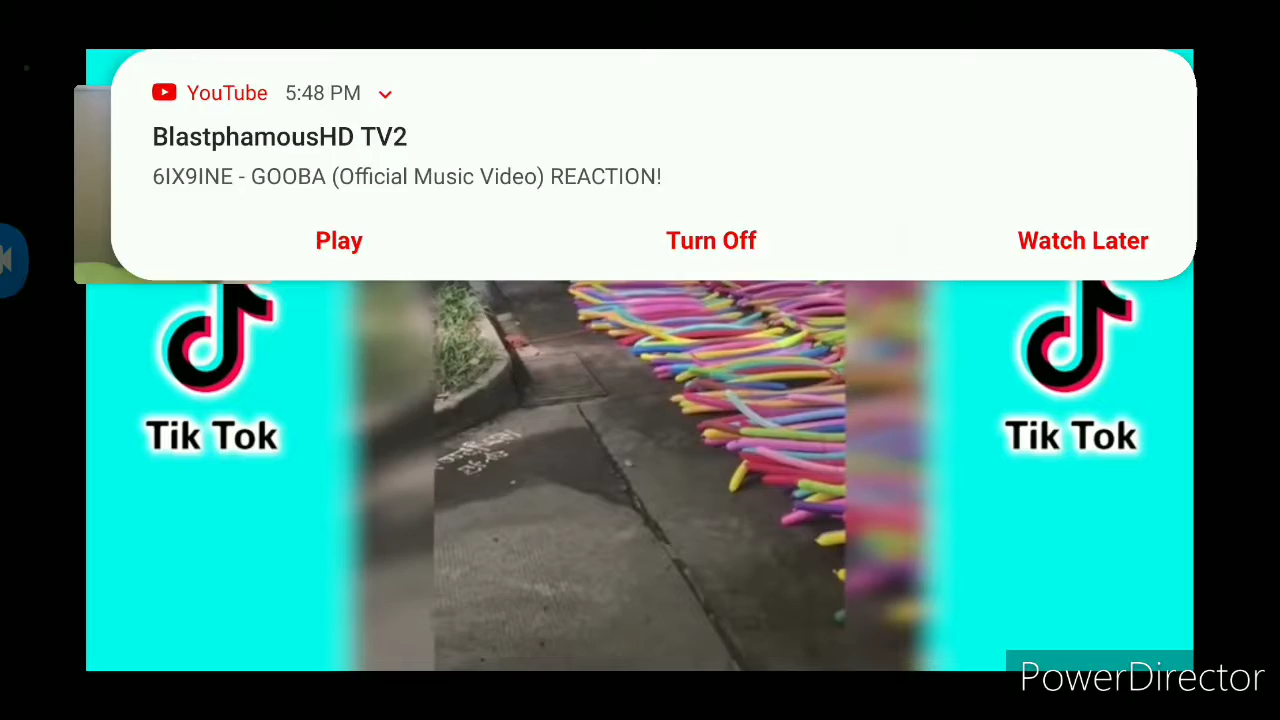 YouTube 5:48 PM
BlastphamousHD TV2
6IX9INE - GOOBA (Official Music Video) REACTION!
Play Turn Off Watch Later
Tik Tok Tik Tok
PowerDirector